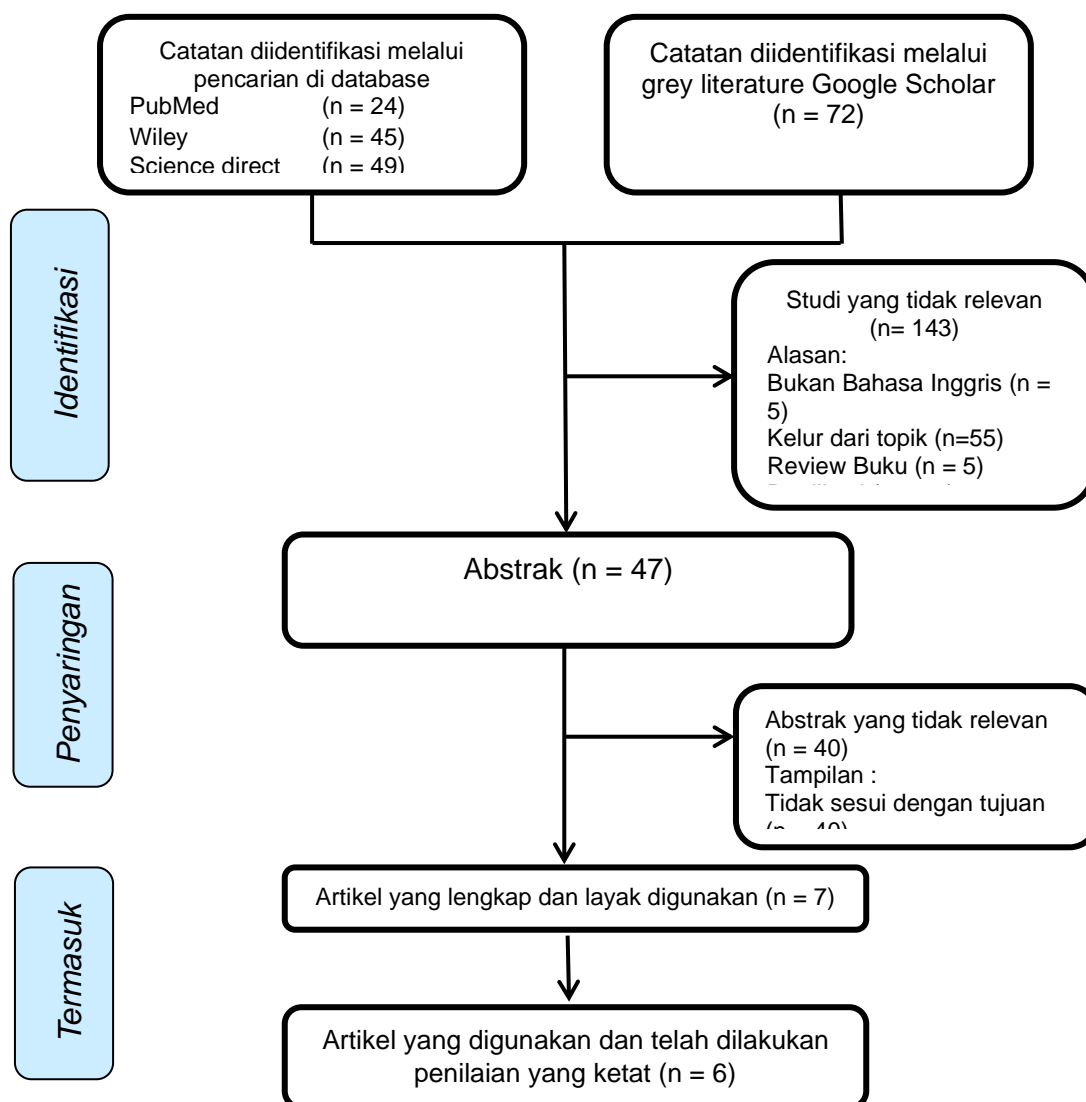 Catatan diidentifikasi melalui
pencarian di database
PubMed (n = 24)
Wiley (n = 45)
Science direct (n = 49)
Catatan diidentifikasi melalui
grey literature Google Scholar
(n = 72)
Identifikasi
Studi yang tidak relevan
(n= 143)
Alasan:
Bukan Bahasa Inggris (n =
5)
Kelur dari topik (n=55)
Review Buku (n = 5)
Abstrak (n = 47)
Penyaringan
Abstrak yang tidak relevan
(n = 40)
Tampilan :
Tidak sesui dengan tujuan
(n = 40)
Artikel yang lengkap dan layak digunakan (n = 7)
Termasuk
Artikel yang digunakan dan telah dilakukan
penilaian yang ketat (n = 6)